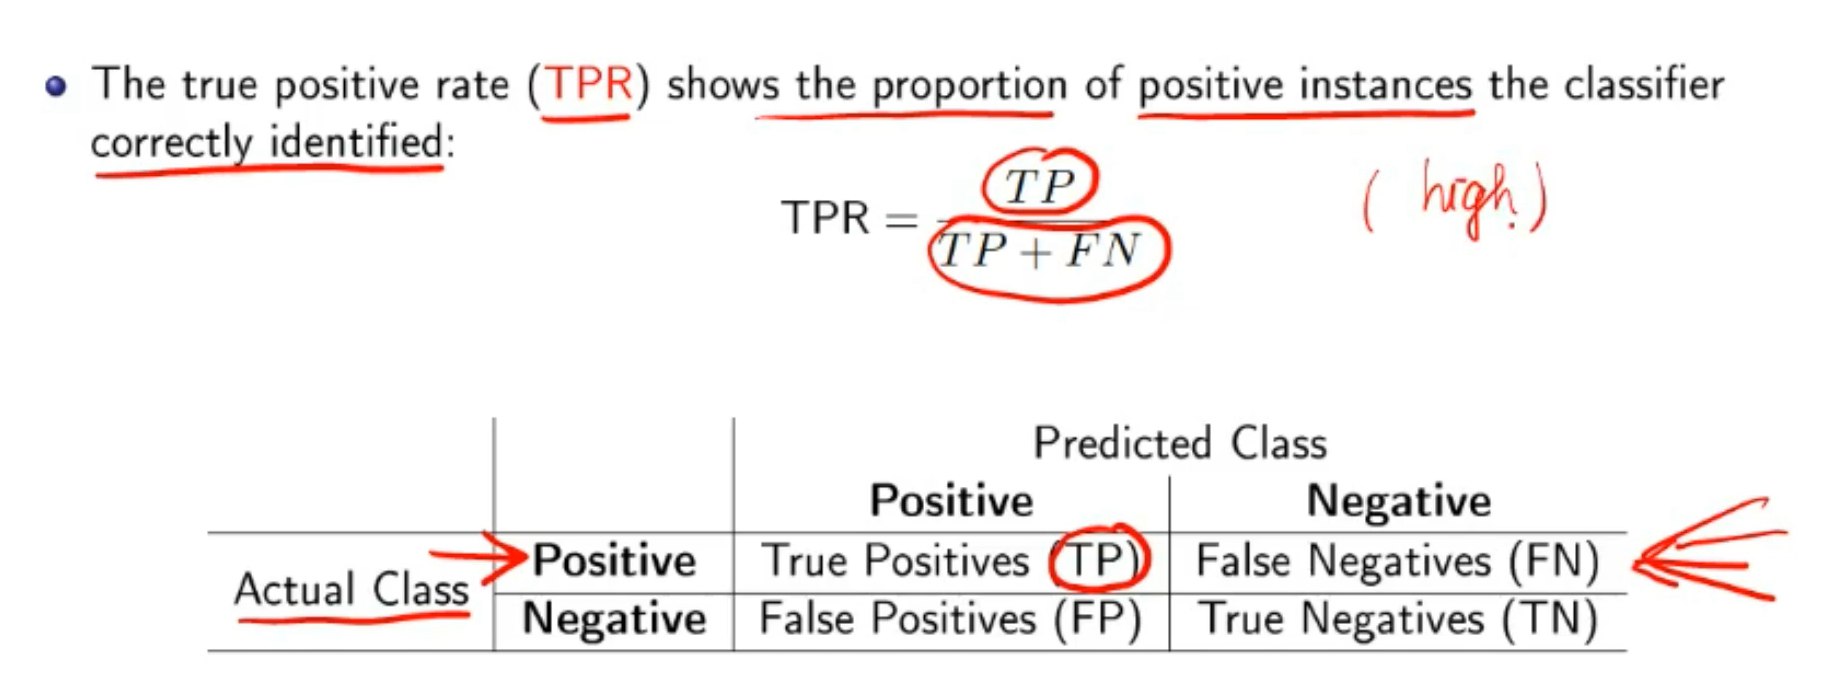 The true positive rate (TPR) shows the proportion of positive instances the classifier
correctly identified:
TPR = TP / (TP + FN)
( high )
Predicted Class
Positive Negative
Actual Class
Positive True Positives (TP) False Negatives (FN)
Negative False Positives (FP) True Negatives (TN)